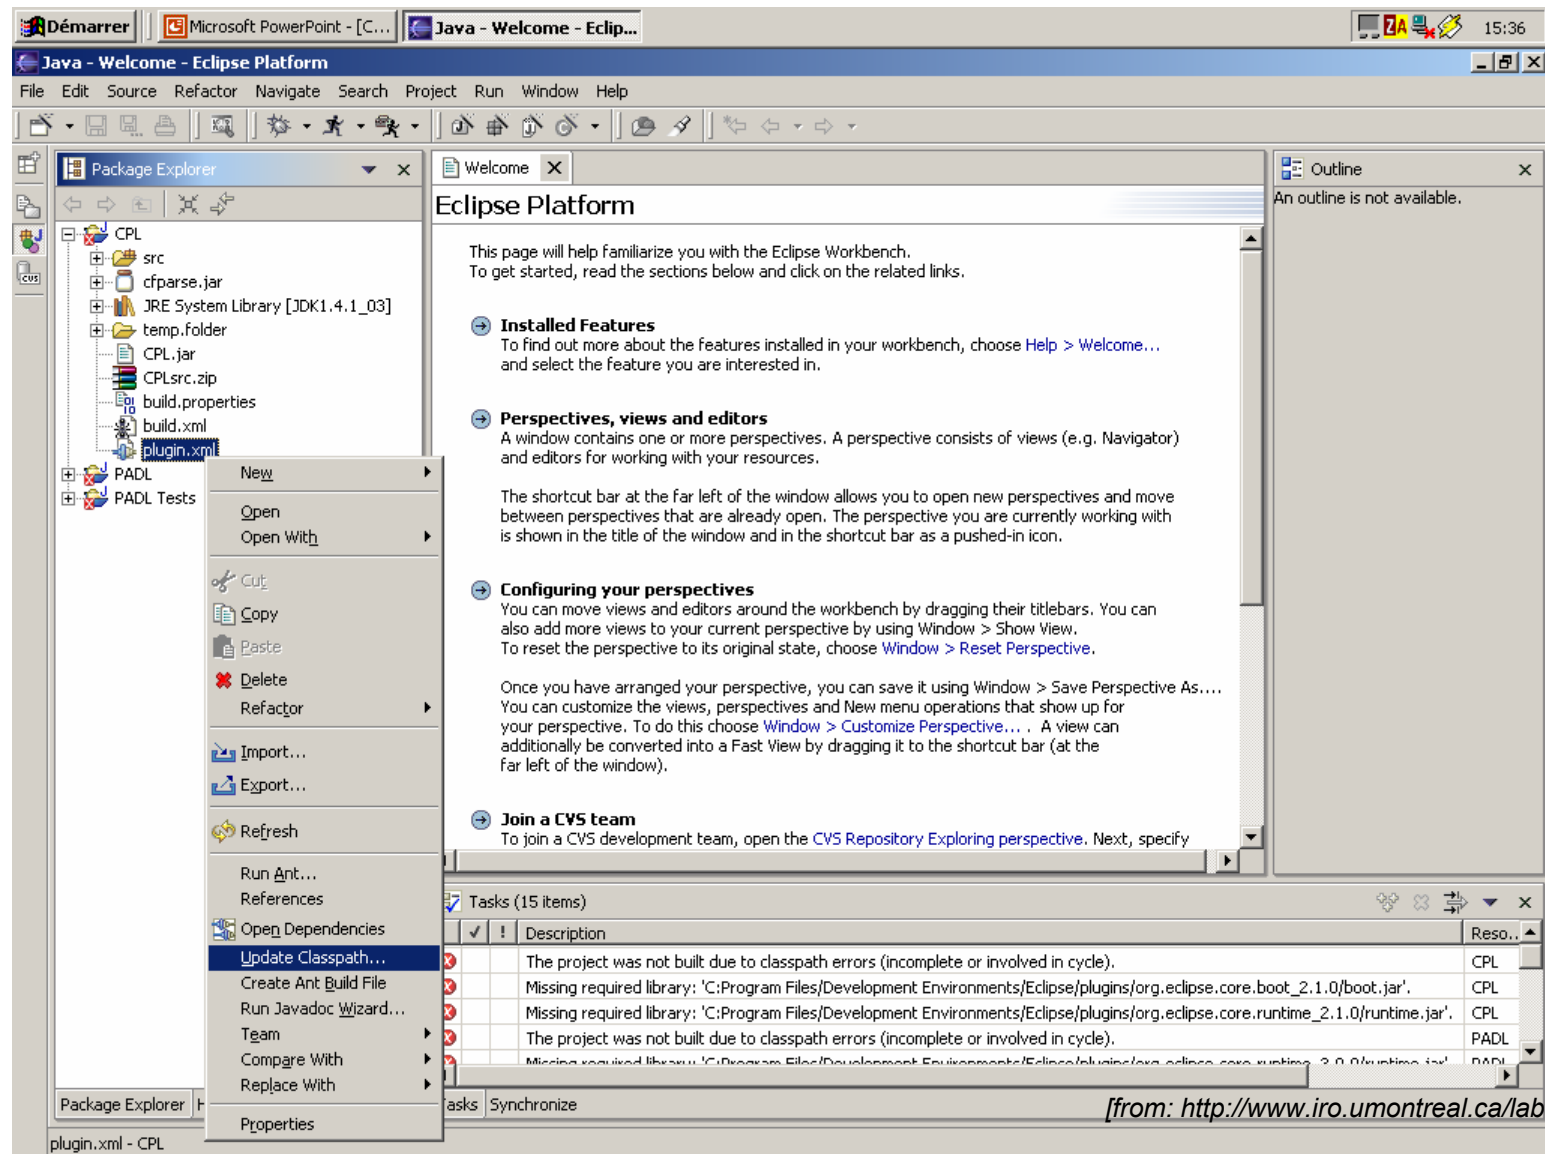 Démarrer
Microsoft PowerPoint - [C...
Java - Welcome - Eclip...
ZA
15:36
Java - Welcome - Eclipse Platform
File Edit Source Refactor Navigate Search Project Run Window Help
Package Explorer
Welcome
Outline
Eclipse Platform
An outline is not available.
CPL
src
cfparse.jar
JRE System Library [JDK1.4.1_03]
temp.folder
CPL.jar
CPLsrc.zip
build.properties
build.xml
plugin.xml
PADL
PADL Tests
cvs
This page will help familiarize you with the Eclipse Workbench.
To get started, read the sections below and click on the related links.
Installed Features
To find out more about the features installed in your workbench, choose Help > Welcome...
and select the feature you are interested in.
Perspectives, views and editors
A window contains one or more perspectives. A perspective consists of views (e.g. Navigator)
and editors for working with your resources.
The shortcut bar at the far left of the window allows you to open new perspectives and move
between perspectives that are already open. The perspective you are currently working with
is shown in the title of the window and in the shortcut bar as a pushed-in icon.
Configuring your perspectives
You can move views and editors around the workbench by dragging their titlebars. You can
also add more views to your current perspective by using Window > Show View.
To reset the perspective to its original state, choose Window > Reset Perspective.
Once you have arranged your perspective, you can save it using Window > Save Perspective As....
You can customize the views, perspectives and New menu operations that show up for
your perspective. To do this choose Window > Customize Perspective... . A view can
additionally be converted into a Fast View by dragging it to the shortcut bar (at the
far left of the window).
Join a CVS team
To join a CVS development team, open the CVS Repository Exploring perspective. Next, specify
New
Open
Open With
Cut
Copy
Paste
Delete
Refactor
Import...
Export...
Refresh
Run Ant...
References
Open Dependencies
Update Classpath...
Create Ant Build File
Run Javadoc Wizard...
Team
Compare With
Replace With
Properties
Tasks (15 items)
! Description Reso..
The project was not built due to classpath errors (incomplete or involved in cycle). CPL
Missing required library: 'C:Program Files/Development Environments/Eclipse/plugins/org.eclipse.core.boot_2.1.0/boot.jar'. CPL
Missing required library: 'C:Program Files/Development Environments/Eclipse/plugins/org.eclipse.core.runtime_2.1.0/runtime.jar'. CPL
The project was not built due to classpath errors (incomplete or involved in cycle). PADL
Missing required library: 'C:Program Files/Development Environments/Eclipse/plugins/org.eclipse.core.runtime_2.0.0/runtime.jar'. PADL
Package Explorer H
asks Synchronize
[from: http://www.iro.umontreal.ca/lab
plugin.xml - CPL